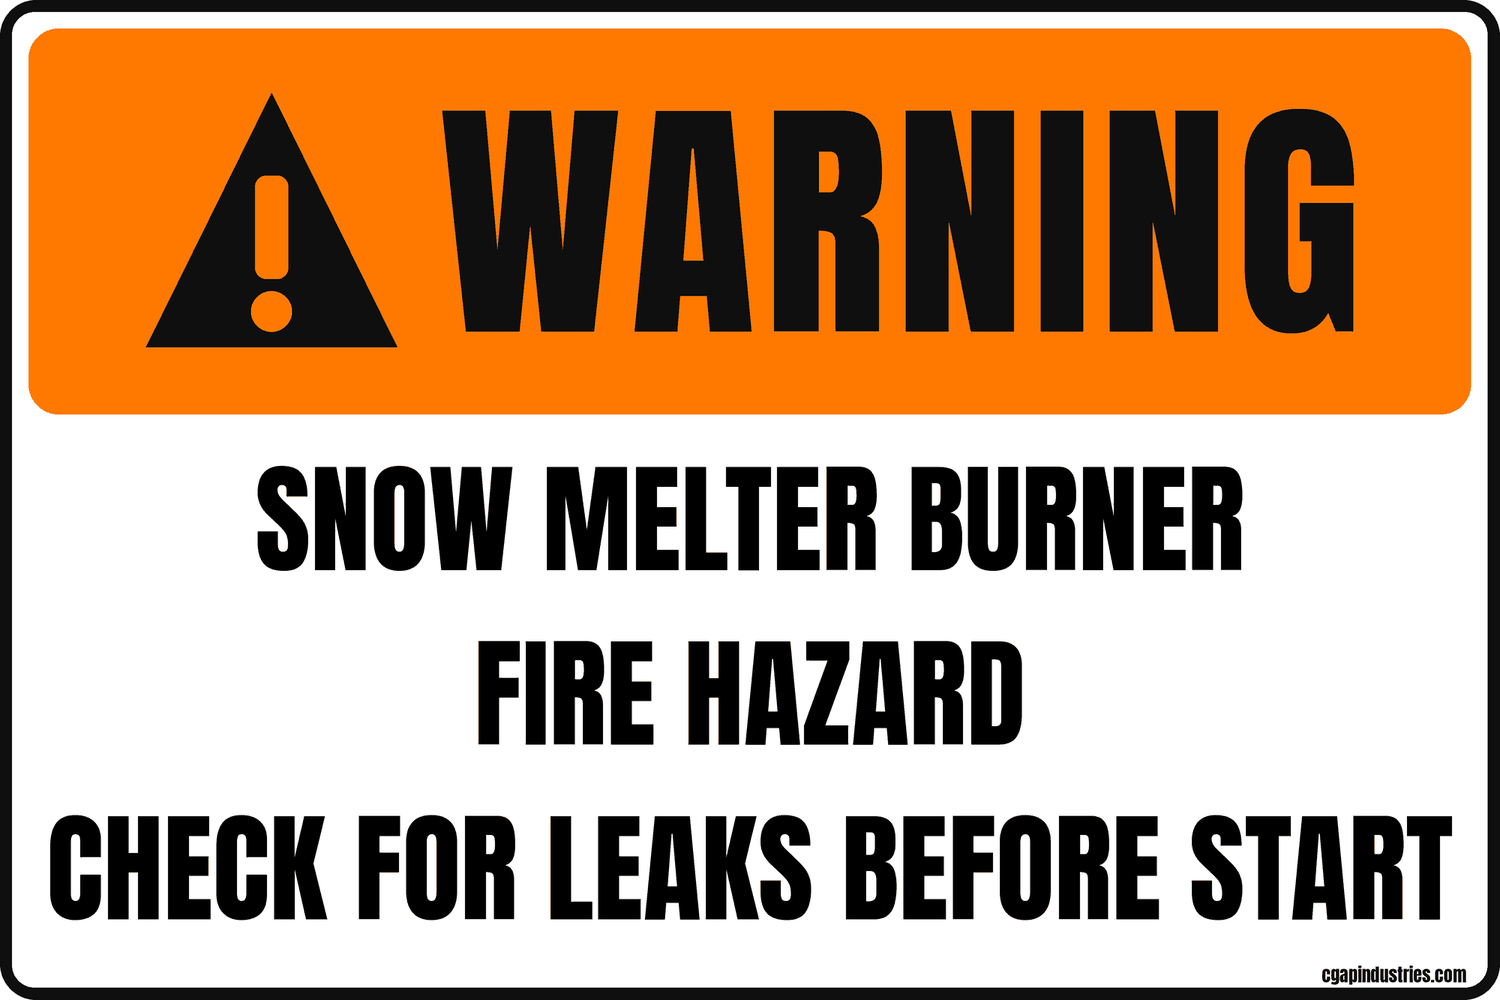 WARNING
SNOW MELTER BURNER
FIRE HAZARD
CHECK FOR LEAKS BEFORE START
cgapindustries.com